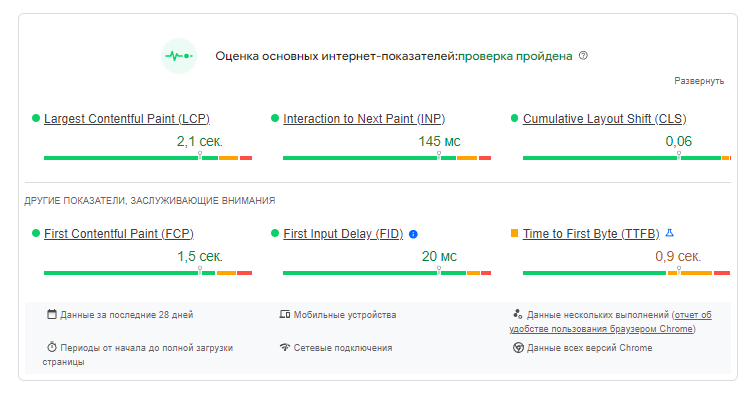 Оценка основных интернет-показателей:проверка пройдена
Развернуть
Largest Contentful Paint (LCP)
2,1 сек.
Interaction to Next Paint (INP)
145 мс
Cumulative Layout Shift (CLS)
0,06
ДРУГИЕ ПОКАЗАТЕЛИ, ЗАСЛУЖИВАЮЩИЕ ВНИМАНИЯ
First Contentful Paint (FCP)
1,5 сек.
First Input Delay (FID)
20 мс
Time to First Byte (TTFB)
0,9 сек.
Данные за последние 28 дней
Мобильные устройства
Данные нескольких выполнений (отчет об
удобстве пользования браузером Chrome)
Периоды от начала до полной загрузки
страницы
Сетевые подключения
Данные всех версий Chrome